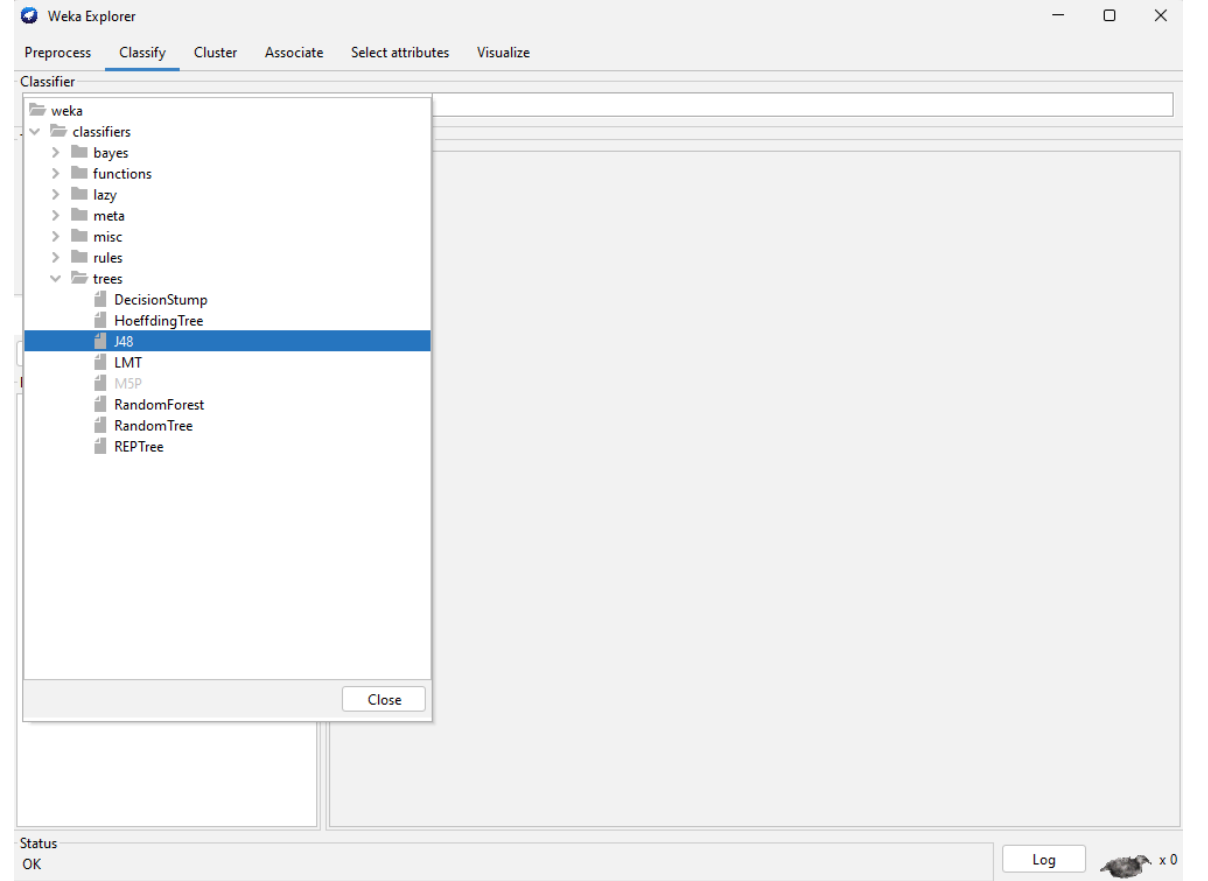 Weka Explorer
Preprocess Classify Cluster Associate Select attributes Visualize
Classifier
weka
classifiers
bayes
functions
lazy
meta
misc
rules
trees
DecisionStump
HoeffdingTree
J48
LMT
M5P
RandomForest
RandomTree
REPTree
Close
Status
OK
Log
x 0